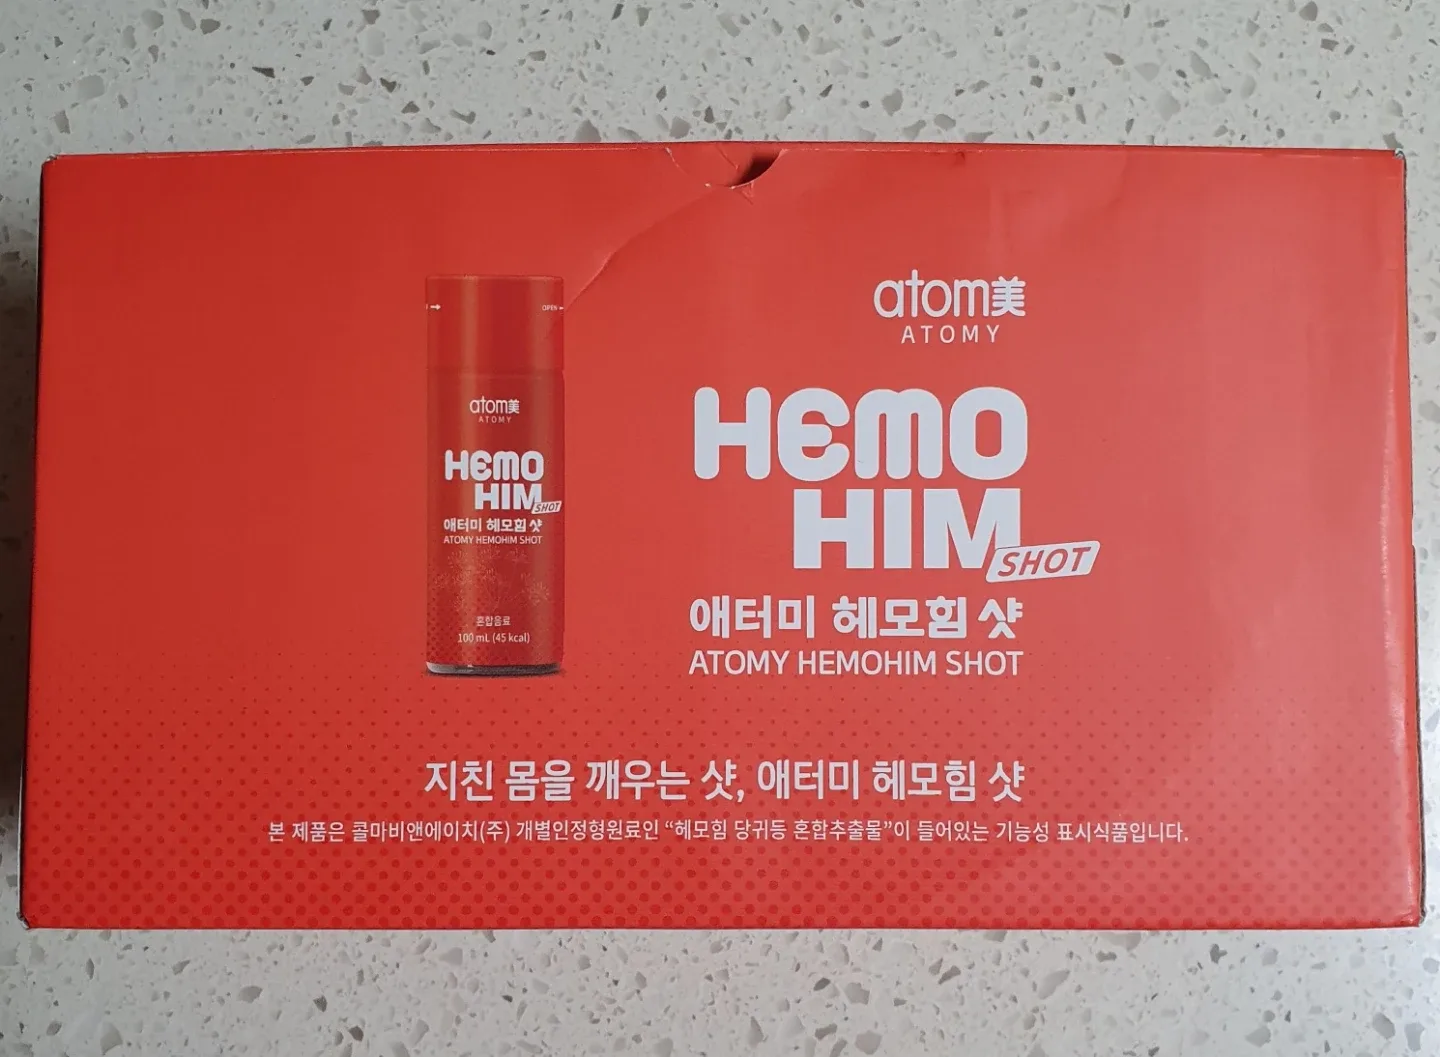 OPEN
atom美
ATOMY
HEMO
HIM
SHOT
애터미 헤모힘 샷
ATOMY HEMOHIM SHOT
혼합음료
100 mL (45 kcal)
atom美
ATOMY
HEMO
HIM
SHOT
애터미 헤모힘 샷
ATOMY HEMOHIM SHOT
지친 몸을 깨우는 샷, 애터미 헤모힘 샷
본 제품은 콜마비앤에이치(주) 개별인정형원료인 “헤모힘 당귀등 혼합추출물”이 들어있는 기능성 표시식품입니다.